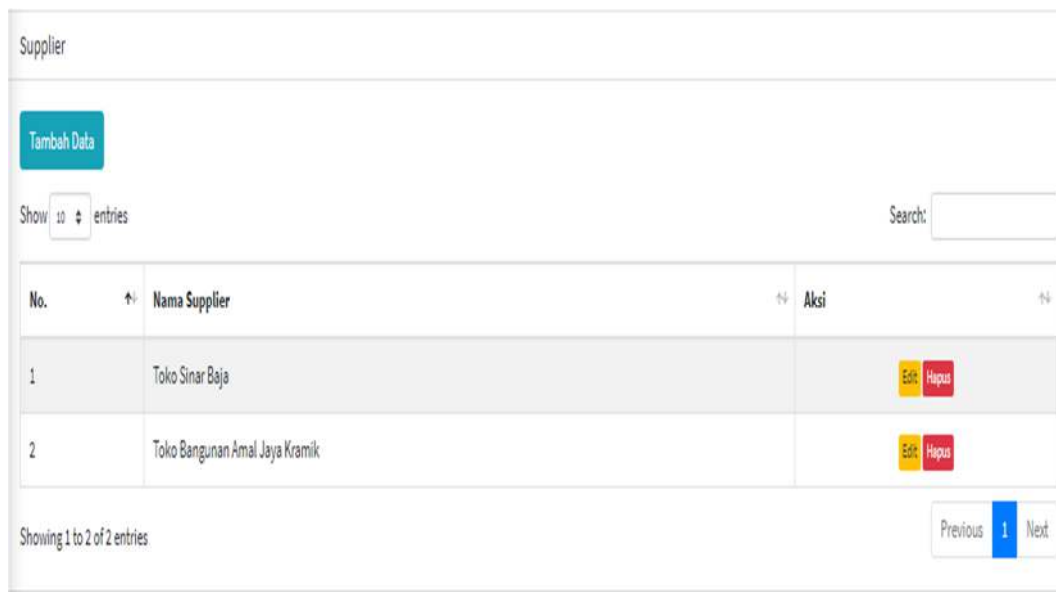 Supplier
Tambah Data
Show 10 entries
Search:
No. Nama Supplier Aksi
1 Toko Sinar Baja Edit Hapus
2 Toko Bangunan Amal Jaya Kramik Edit Hapus
Showing 1 to 2 of 2 entries
Previous 1 Next